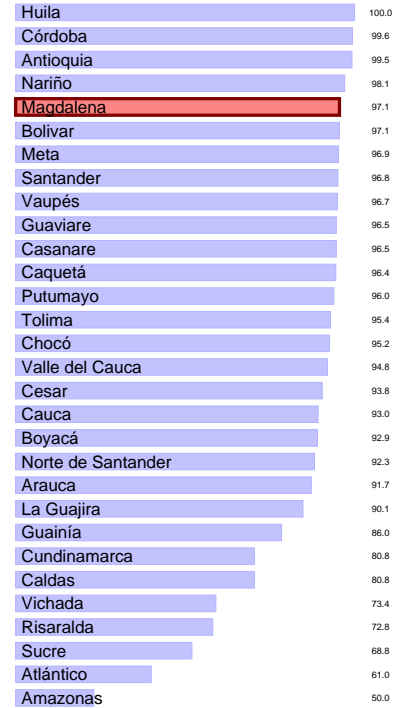 Huila 100.0
Córdoba 99.6
Antioquia 99.5
Nariño 98.1
Magdalena 97.1
Bolivar 97.1
Meta 96.9
Santander 96.8
Vaupés 96.7
Guaviare 96.5
Casanare 96.5
Caquetá 96.4
Putumayo 96.0
Tolima 95.4
Chocó 95.2
Valle del Cauca 94.8
Cesar 93.8
Cauca 93.0
Boyacá 92.9
Norte de Santander 92.3
Arauca 91.7
La Guajira 90.1
Guainía 86.0
Cundinamarca 80.8
Caldas 80.8
Vichada 73.4
Risaralda 72.8
Sucre 68.8
Atlántico 61.0
Amazonas 50.0